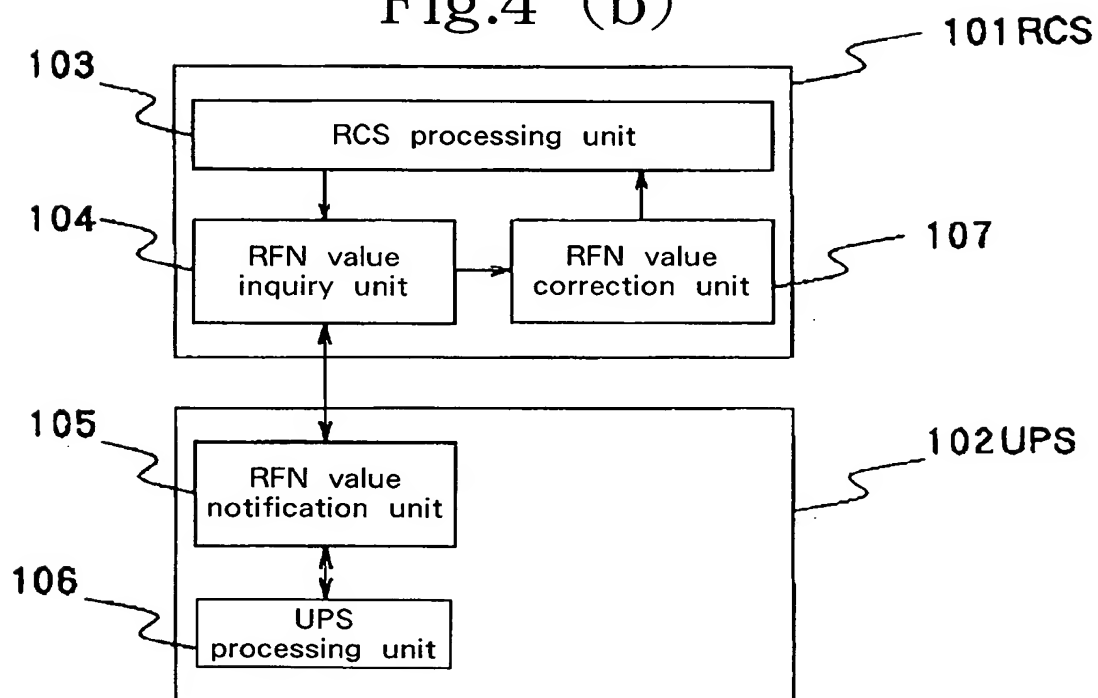 Fig.4 (b)
101RCS
103
RCS processing unit
104
RFN value
inquiry unit
RFN value
correction unit
107
105
RFN value
notification unit
102UPS
106
UPS
processing unit